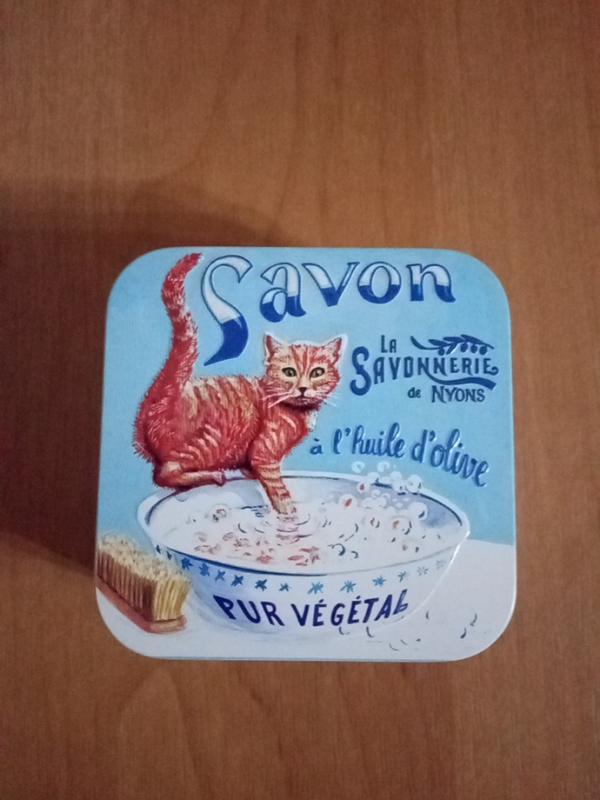 Savon
LA
SAVONNERIE
de NYONS
à l'huile d'olive
PUR VÉGÉTAL